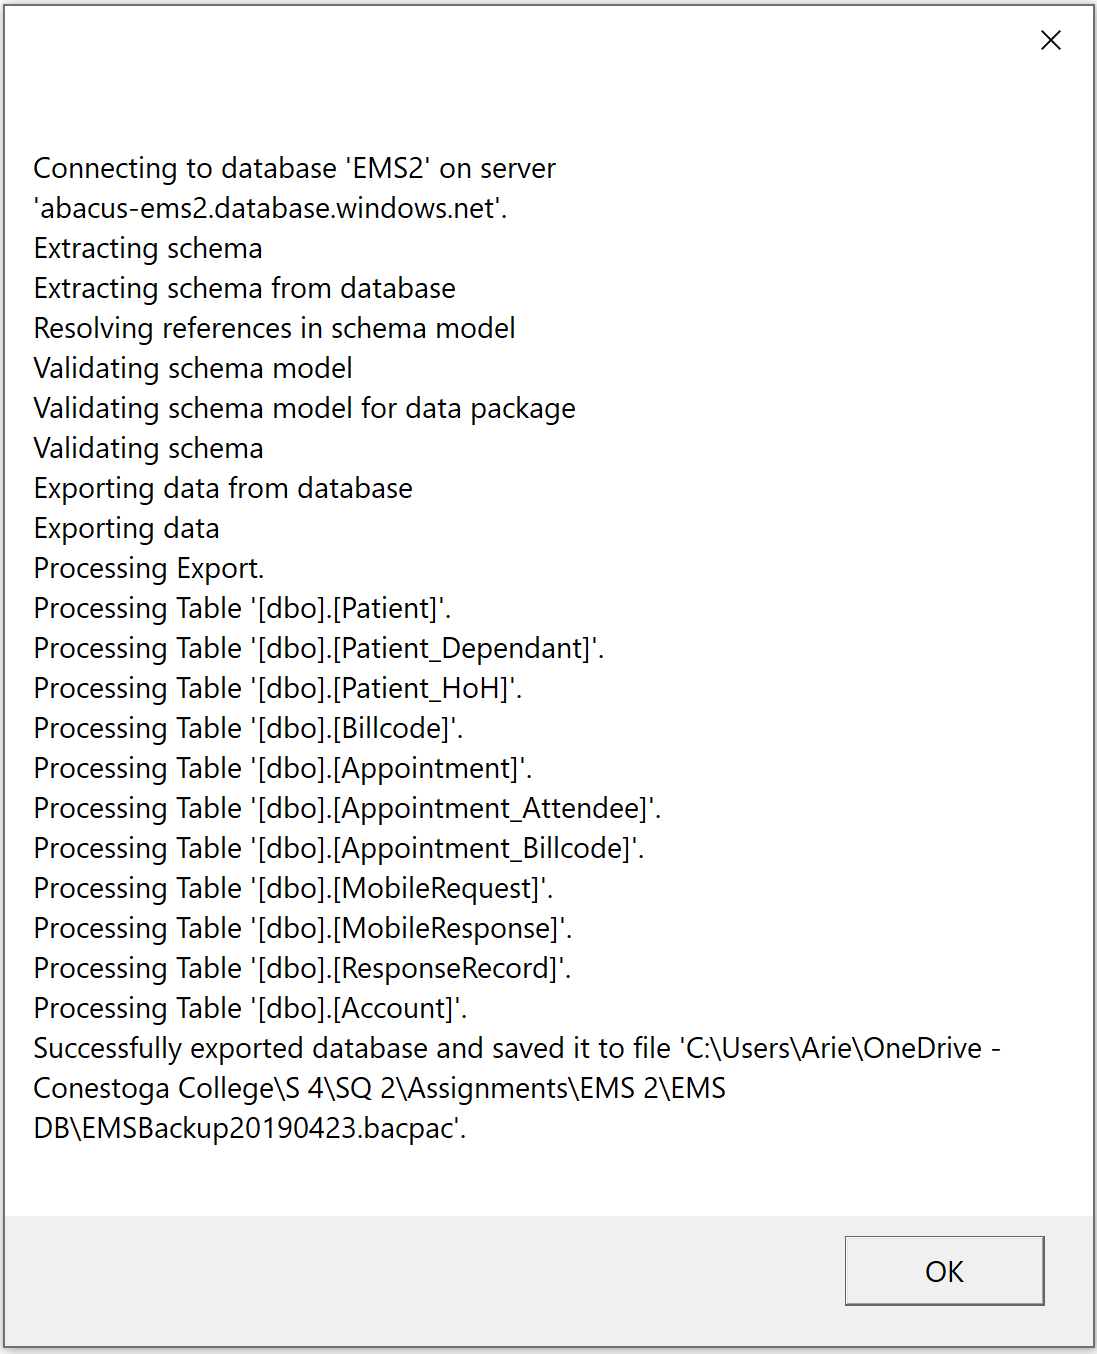 Connecting to database 'EMS2' on server
'abacus-ems2.database.windows.net'.
Extracting schema
Extracting schema from database
Resolving references in schema model
Validating schema model
Validating schema model for data package
Validating schema
Exporting data from database
Exporting data
Processing Export.
Processing Table '[dbo].[Patient]'.
Processing Table '[dbo].[Patient_Dependant]'.
Processing Table '[dbo].[Patient_HoH]'.
Processing Table '[dbo].[Billcode]'.
Processing Table '[dbo].[Appointment]'.
Processing Table '[dbo].[Appointment_Attendee]'.
Processing Table '[dbo].[Appointment_Billcode]'.
Processing Table '[dbo].[MobileRequest]'.
Processing Table '[dbo].[MobileResponse]'.
Processing Table '[dbo].[ResponseRecord]'.
Processing Table '[dbo].[Account]'.
Successfully exported database and saved it to file 'C:\Users\Arie\OneDrive -
Conestoga College\S 4\SQ 2\Assignments\EMS 2\EMS
DB\EMSBackup20190423.bacpac'.
OK